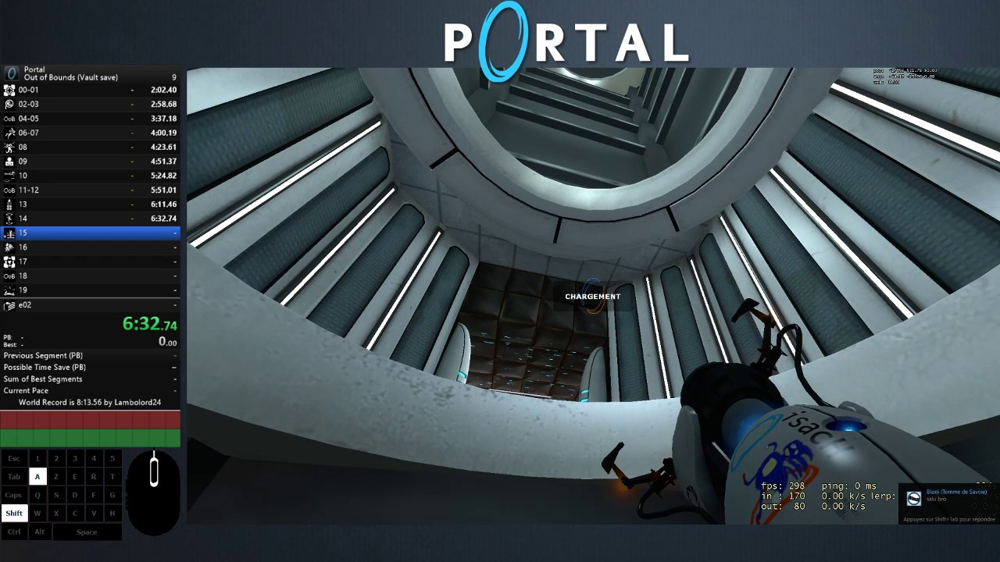 PORTAL
Portal
Out of Bounds (Vault save) 9
00-01 - 2:02.40
02-03 - 2:58.68
OoB 04-05 - 3:37.18
06-07 - 4:00.19
08 - 4:23.61
09 - 4:51.37
10 - 5:24.82
OoB 11-12 - 5:51.01
13 - 6:11.46
14 - 6:32.74
15 -
16 -
17 -
OoB 18 -
19 -
e02 -
6:32.74
PB: -
Best: -
0.00
Previous Segment (PB) -
Possible Time Save (PB) -
Sum of Best Segments -
Current Pace -
World Record is 8:13.56 by Lambolord24
Esc 1 2 3 4 5
Tab A Z E R T
Caps Q S D F G
Shift W X C V H
Ctrl Alt Space
CHARGEMENT
isach
fps: 298 ping: 0 ms
in : 170 0.00 k/s lerp:
out: 80 0.00 k/s
Blaxii (Tomme de Savoie)
salu bro
Appuyez sur Shift+Tab pour répondre